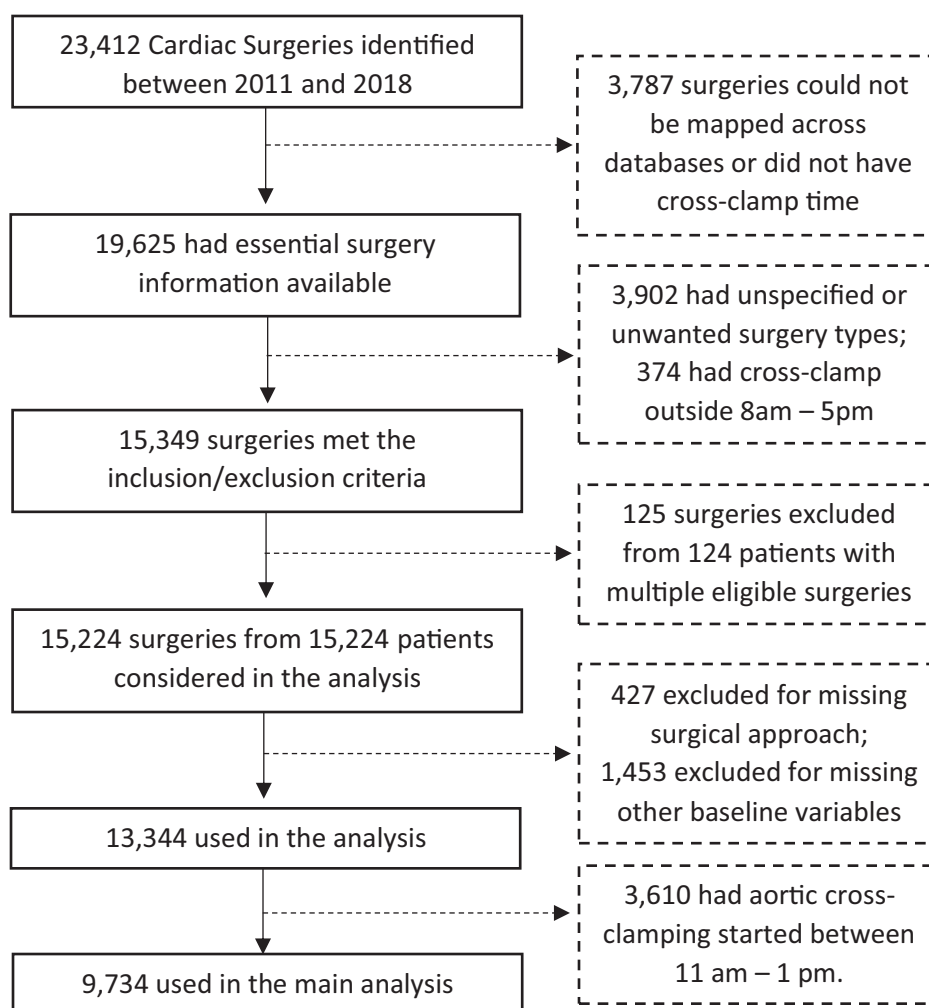 23,412 Cardiac Surgeries identified
between 2011 and 2018
3,787 surgeries could not
be mapped across
databases or did not have
cross-clamp time
19,625 had essential surgery
information available
3,902 had unspecified or
unwanted surgery types;
374 had cross-clamp
outside 8am – 5pm
15,349 surgeries met the
inclusion/exclusion criteria
125 surgeries excluded
from 124 patients with
multiple eligible surgeries
15,224 surgeries from 15,224 patients
considered in the analysis
427 excluded for missing
surgical approach;
1,453 excluded for missing
other baseline variables
13,344 used in the analysis
3,610 had aortic cross-
clamping started between
11 am – 1 pm.
9,734 used in the main analysis